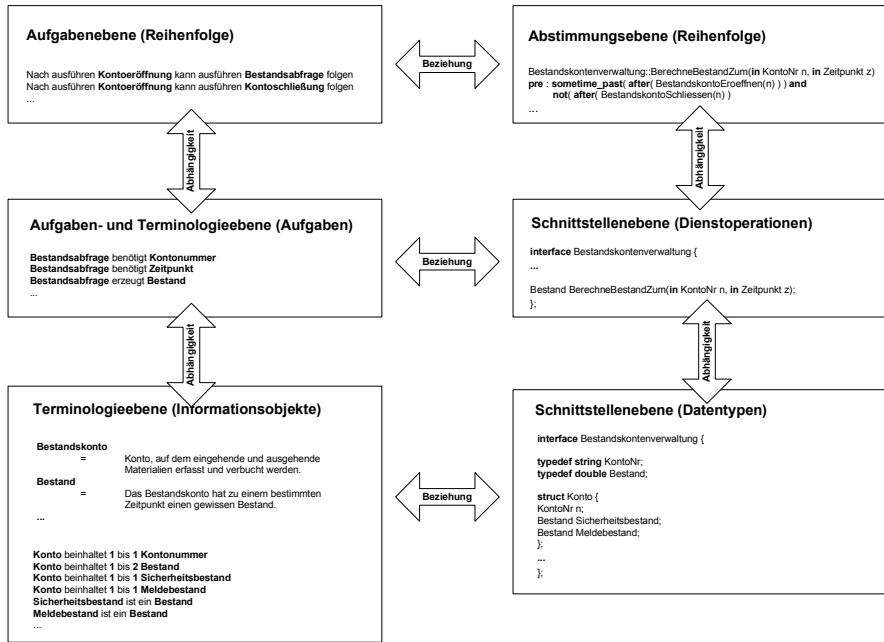 Aufgabenebene (Reihenfolge)
Nach ausführen Kontoeröffnung kann ausführen Bestandsabfrage folgen
Nach ausführen Kontoeröffnung kann ausführen Kontoschließung folgen
...
Beziehung
Abstimmungsebene (Reihenfolge)
Bestandskontenverwaltung::BerechneBestandZum(in KontoNr n, in Zeitpunkt z)
pre : sometime_past( after( BestandskontoEroeffnen(n) ) ) and
not( after( BestandskontoSchliessen(n) )
...
Abhängigkeit
Abhängigkeit
Aufgaben- und Terminologieebene (Aufgaben)
Bestandsabfrage benötigt Kontonummer
Bestandsabfrage benötigt Zeitpunkt
Bestandsabfrage erzeugt Bestand
...
Beziehung
Schnittstellenebene (Dienstoperationen)
interface Bestandskontenverwaltung {
...
Bestand BerechneBestandZum(in KontoNr n, in Zeitpunkt z);
};
Abhängigkeit
Abhängigkeit
Terminologieebene (Informationsobjekte)
Bestandskonto
= Konto, auf dem eingehende und ausgehende
Materialien erfasst und verbucht werden.
Bestand
= Das Bestandskonto hat zu einem bestimmten
Zeitpunkt einen gewissen Bestand.
...
Konto beinhaltet 1 bis 1 Kontonummer
Konto beinhaltet 1 bis 2 Bestand
Konto beinhaltet 1 bis 1 Sicherheitsbestand
Konto beinhaltet 1 bis 1 Meldebestand
Sicherheitsbestand ist ein Bestand
Meldebestand ist ein Bestand
...
Beziehung
Schnittstellenebene (Datentypen)
interface Bestandskontenverwaltung {
typedef string KontoNr;
typedef double Bestand;
struct Konto {
KontoNr n;
Bestand Sicherheitsbestand;
Bestand Meldebestand;
};
...
};